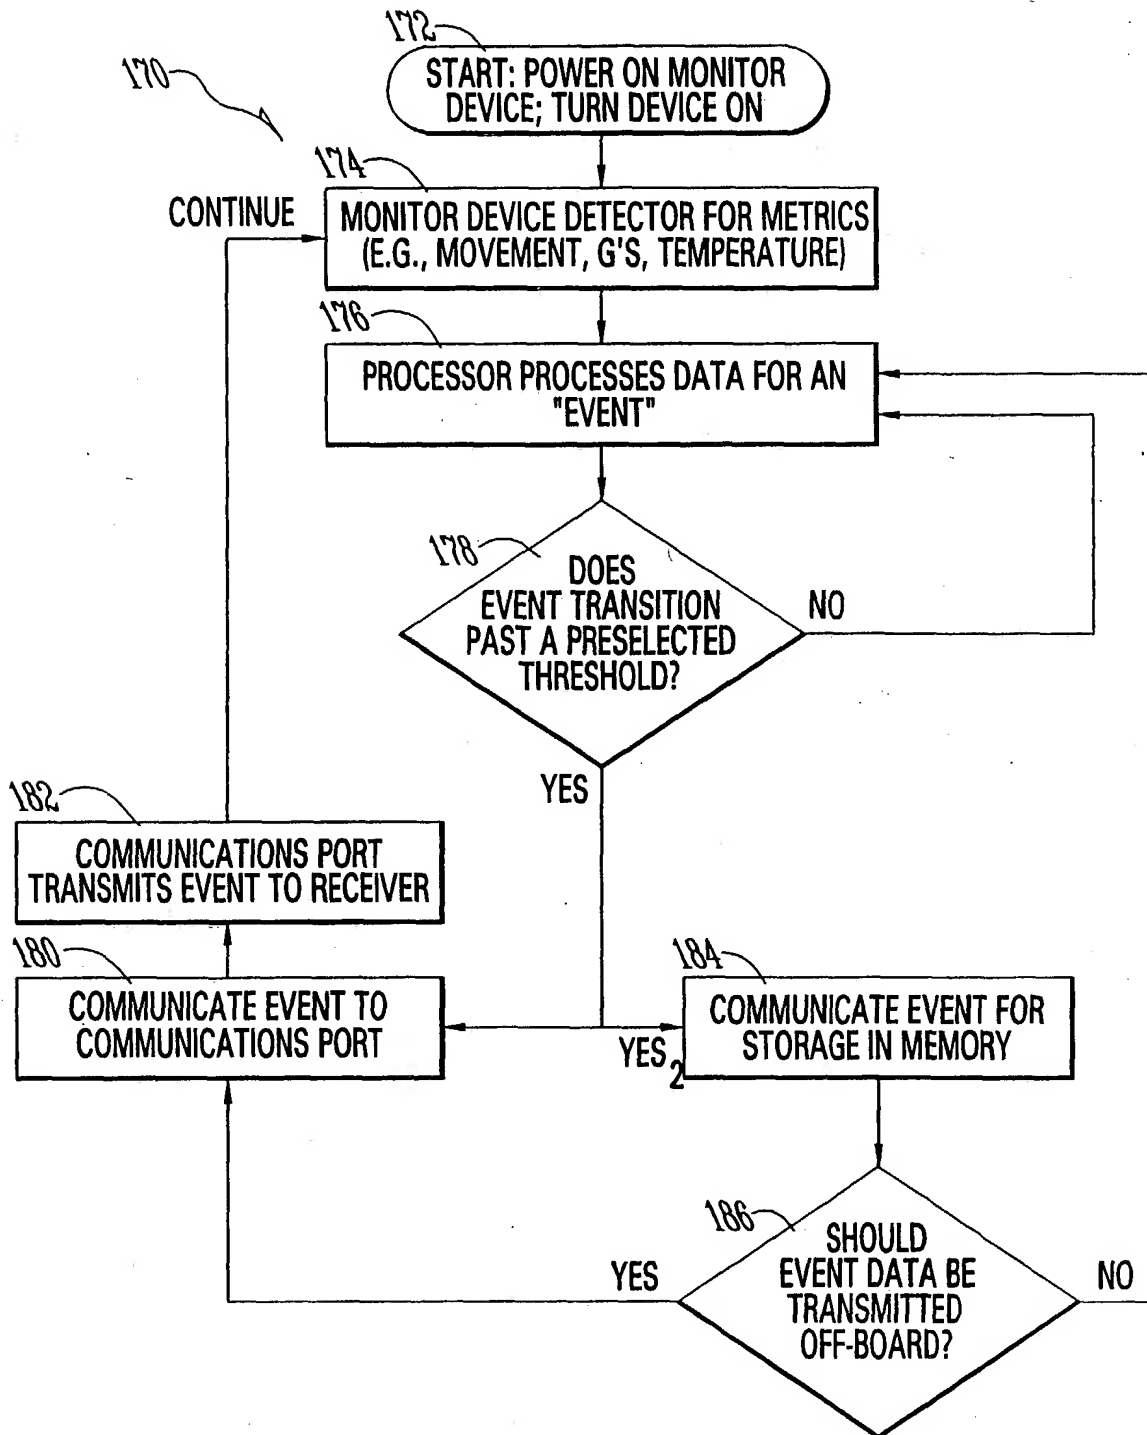 172
START: POWER ON MONITOR
DEVICE; TURN DEVICE ON
170
174
CONTINUE
MONITOR DEVICE DETECTOR FOR METRICS
(E.G., MOVEMENT, G'S, TEMPERATURE)
176
PROCESSOR PROCESSES DATA FOR AN
"EVENT"
178
DOES
EVENT TRANSITION
PAST A PRESELECTED
THRESHOLD?
NO
YES
182
COMMUNICATIONS PORT
TRANSMITS EVENT TO RECEIVER
180
COMMUNICATE EVENT TO
COMMUNICATIONS PORT
184
COMMUNICATE EVENT FOR
STORAGE IN MEMORY
YES₂
186
SHOULD
EVENT DATA BE
TRANSMITTED
OFF-BOARD?
YES
NO